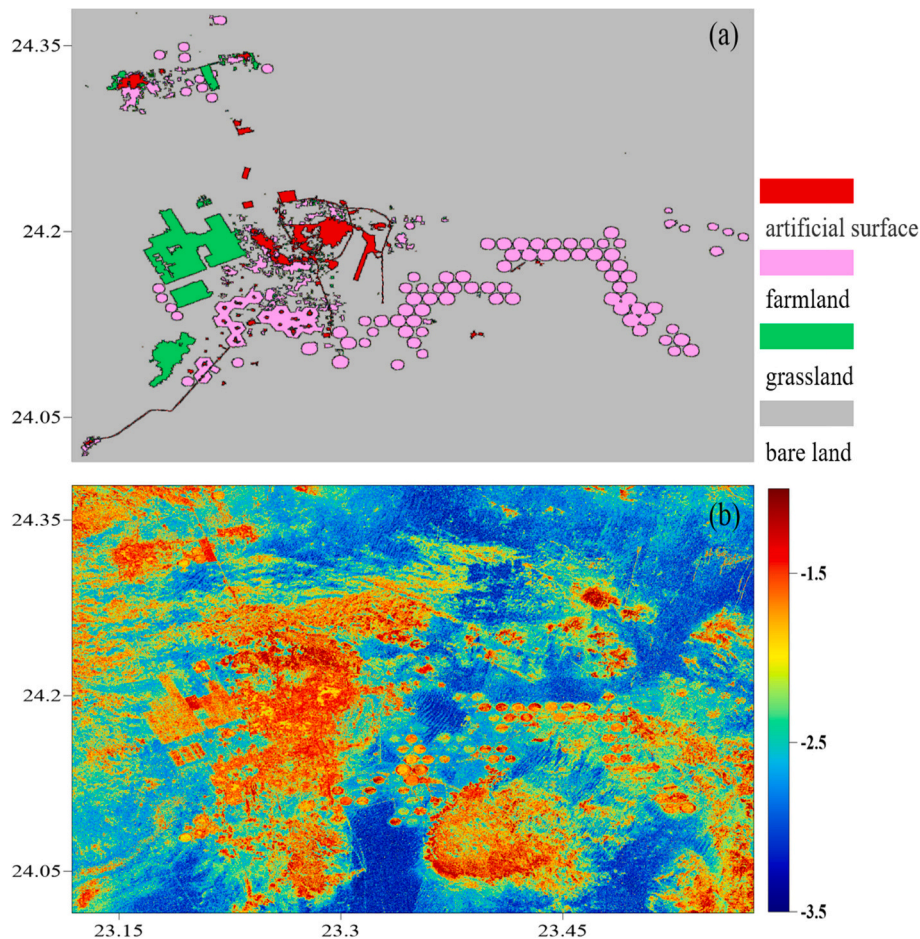 (a)
24.35
24.2
24.05
artificial surface
farmland
grassland
bare land
(b)
24.35
24.2
24.05
-1.5
-2.5
-3.5
23.15 23.3 23.45